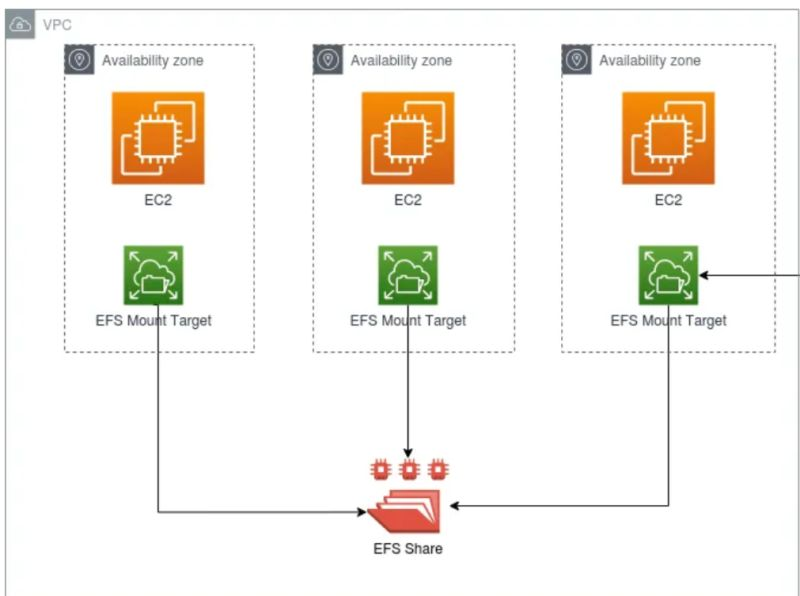 VPC
Availability zone
Availability zone
Availability zone
EC2
EC2
EC2
EFS Mount Target
EFS Mount Target
EFS Mount Target
EFS Share